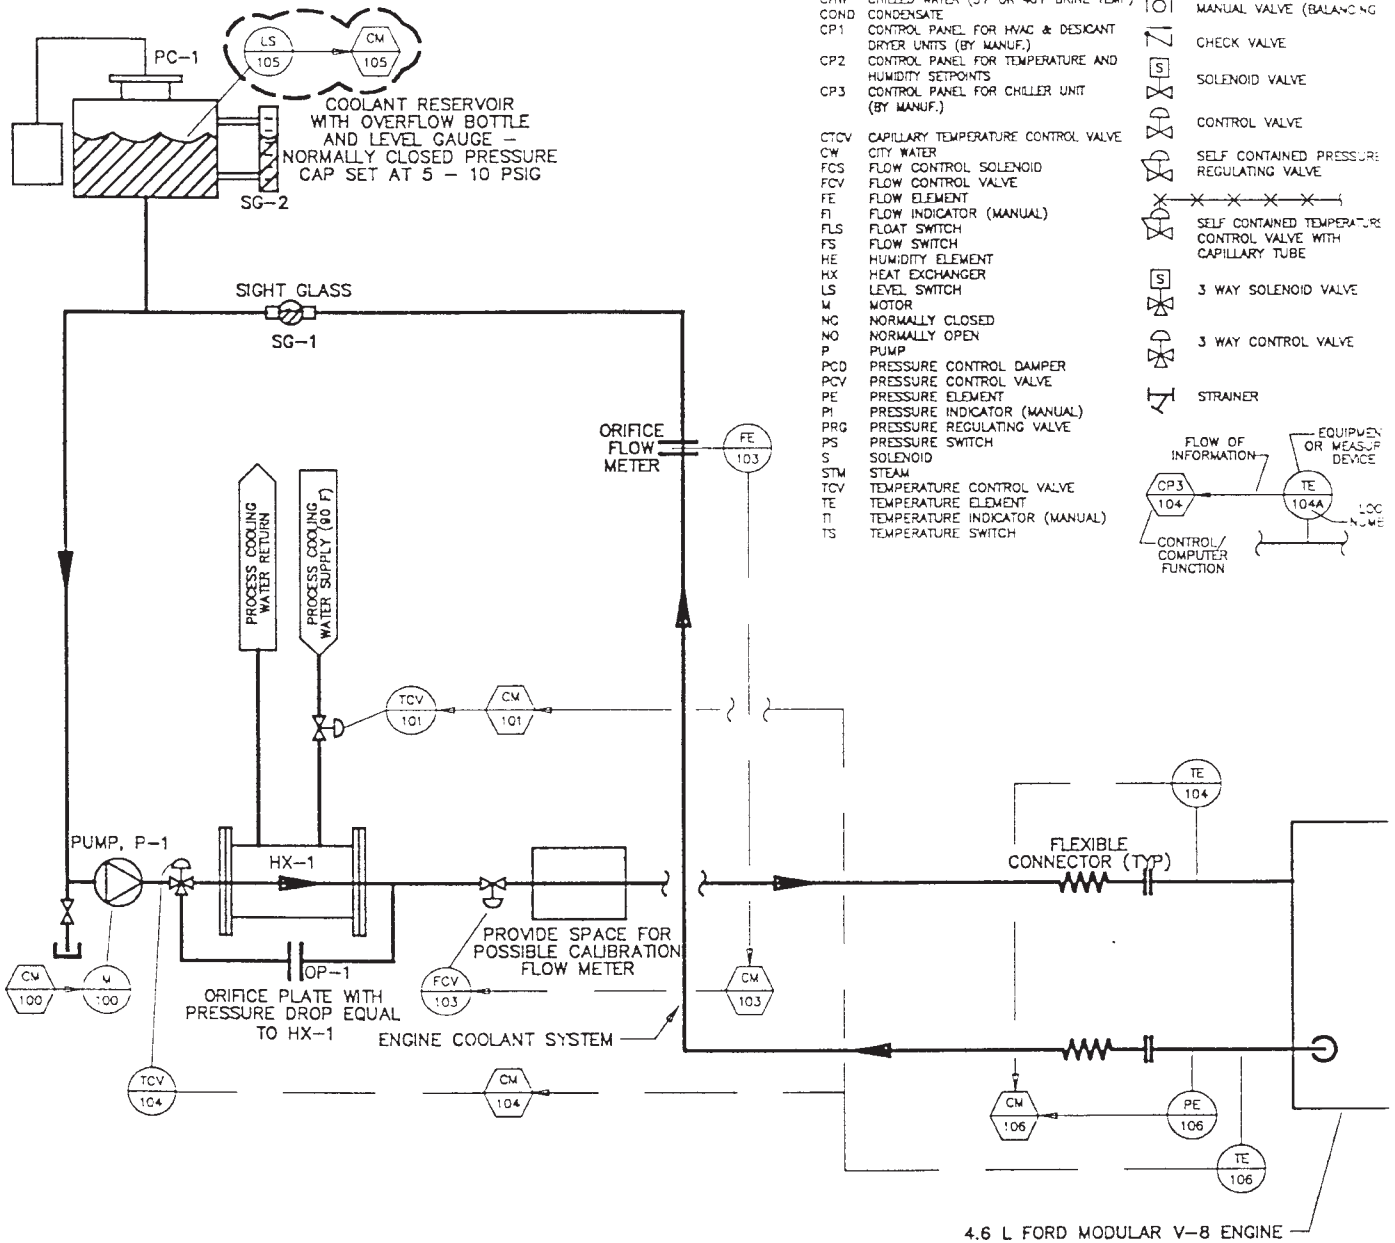 PC-1
LS
105
CM
105
COOLANT RESERVOIR
WITH OVERFLOW BOTTLE
AND LEVEL GAUGE –
NORMALLY CLOSED PRESSURE
CAP SET AT 5 – 10 PSIG
SG-2
SIGHT GLASS
SG-1
ORIFICE
FLOW
METER
FE
103
PROCESS COOLING
WATER RETURN
PROCESS COOLING
WATER SUPPLY (90 F)
TCV
101
CM
101
PUMP, P-1
HX-1
OP-1
ORIFICE PLATE WITH
PRESSURE DROP EQUAL
TO HX-1
CM
100
M
100
PROVIDE SPACE FOR
POSSIBLE CALIBRATION
FLOW METER
FCV
103
CM
103
ENGINE COOLANT SYSTEM
TCV
104
CM
104
TE
104
FLEXIBLE
CONNECTOR (TYP)
CM
106
PE
106
TE
106
4.6 L FORD MODULAR V-8 ENGINE
COND CONDENSATE
CP1 CONTROL PANEL FOR HVAC & DESICANT
DRYER UNITS (BY MANUF.)
CP2 CONTROL PANEL FOR TEMPERATURE AND
HUMIDITY SETPOINTS
CP3 CONTROL PANEL FOR CHILLER UNIT
(BY MANUF.)
CTCV CAPILLARY TEMPERATURE CONTROL VALVE
CW CITY WATER
FCS FLOW CONTROL SOLENOID
FCV FLOW CONTROL VALVE
FE FLOW ELEMENT
FI FLOW INDICATOR (MANUAL)
FLS FLOAT SWITCH
FS FLOW SWITCH
HE HUMIDITY ELEMENT
HX HEAT EXCHANGER
LS LEVEL SWITCH
M MOTOR
NC NORMALLY CLOSED
NO NORMALLY OPEN
P PUMP
PCD PRESSURE CONTROL DAMPER
PCV PRESSURE CONTROL VALVE
PE PRESSURE ELEMENT
PI PRESSURE INDICATOR (MANUAL)
PRG PRESSURE REGULATING VALVE
PS PRESSURE SWITCH
S SOLENOID
STM STEAM
TCV TEMPERATURE CONTROL VALVE
TE TEMPERATURE ELEMENT
TI TEMPERATURE INDICATOR (MANUAL)
TS TEMPERATURE SWITCH
MANUAL VALVE (BALANCING
CHECK VALVE
S
SOLENOID VALVE
CONTROL VALVE
SELF CONTAINED PRESSURE
REGULATING VALVE
SELF CONTAINED TEMPERATURE
CONTROL VALVE WITH
CAPILLARY TUBE
S
3 WAY SOLENOID VALVE
3 WAY CONTROL VALVE
STRAINER
FLOW OF
INFORMATION
EQUIPMEN
OR MEASUR
DEVICE
CP3
104
TE
104A
LOC
NUMB
CONTROL/
COMPUTER
FUNCTION